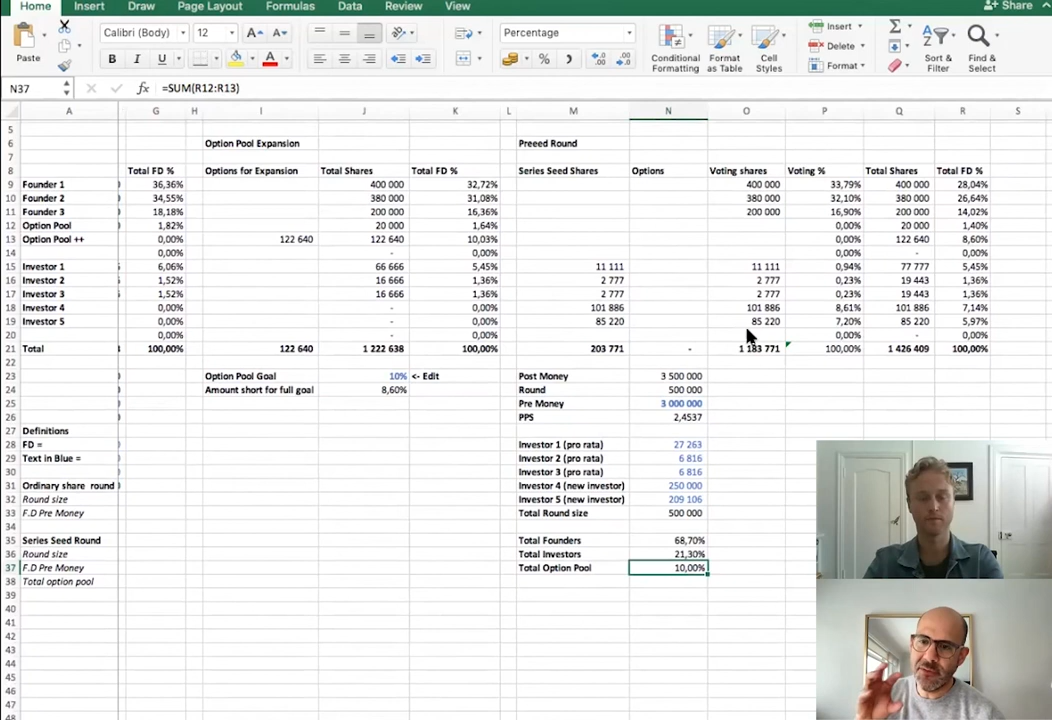 Home Insert Draw Page Layout Formulas Data Review View Share
Calibri (Body) 12 A A Percentage Insert
Delete
Paste B I U A % Conditional Formatting Format as Table Cell Styles Format Sort & Filter Find & Select
N37 fx =SUM(R12:R13)
A G H I J K L M N O P Q R S
5
6 Option Pool Expansion Preeed Round
7
8 Total FD % Options for Expansion Total Shares Total FD % Series Seed Shares Options Voting shares Voting % Total Shares Total FD %
9 Founder 1 36,36% 400 000 32,72% 400 000 33,79% 400 000 28,04%
10 Founder 2 34,55% 380 000 31,08% 380 000 32,10% 380 000 26,64%
11 Founder 3 18,18% 200 000 16,36% 200 000 16,90% 200 000 14,02%
12 Option Pool 1,82% 20 000 1,64% 0,00% 20 000 1,40%
13 Option Pool ++ 0,00% 122 640 122 640 10,03% 0,00% 122 640 8,60%
14 0,00% - 0,00% 0,00% - 0,00%
15 Investor 1 6,06% 66 666 5,45% 11 111 11 111 0,94% 77 777 5,45%
16 Investor 2 1,52% 16 666 1,36% 2 777 2 777 0,23% 19 443 1,36%
17 Investor 3 1,52% 16 666 1,36% 2 777 2 777 0,23% 19 443 1,36%
18 Investor 4 0,00% - 0,00% 101 886 101 886 8,61% 101 886 7,14%
19 Investor 5 0,00% - 0,00% 85 220 85 220 7,20% 85 220 5,97%
20 0,00% - 0,00% 0,00% - 0,00%
21 Total 100,00% 122 640 1 222 638 100,00% 203 771 - 1 183 771 100,00% 1 426 409 100,00%
22
23 Option Pool Goal 10% <- Edit Post Money 3 500 000
24 Amount short for full goal 8,60% Round 500 000
25 Pre Money 3 000 000
26 PPS 2,4537
27 Definitions
28 FD = Investor 1 (pro rata) 27 263
29 Text in Blue = Investor 2 (pro rata) 6 816
30 Investor 3 (pro rata) 6 816
31 Ordinary share round Investor 4 (new investor) 250 000
32 Round size Investor 5 (new investor) 209 106
33 F.D Pre Money Total Round size 500 000
34
35 Series Seed Round Total Founders 68,70%
36 Round size Total Investors 21,30%
37 F.D Pre Money Total Option Pool 10,00%
38 Total option pool
39
40
41
42
43
44
45
46
47
48